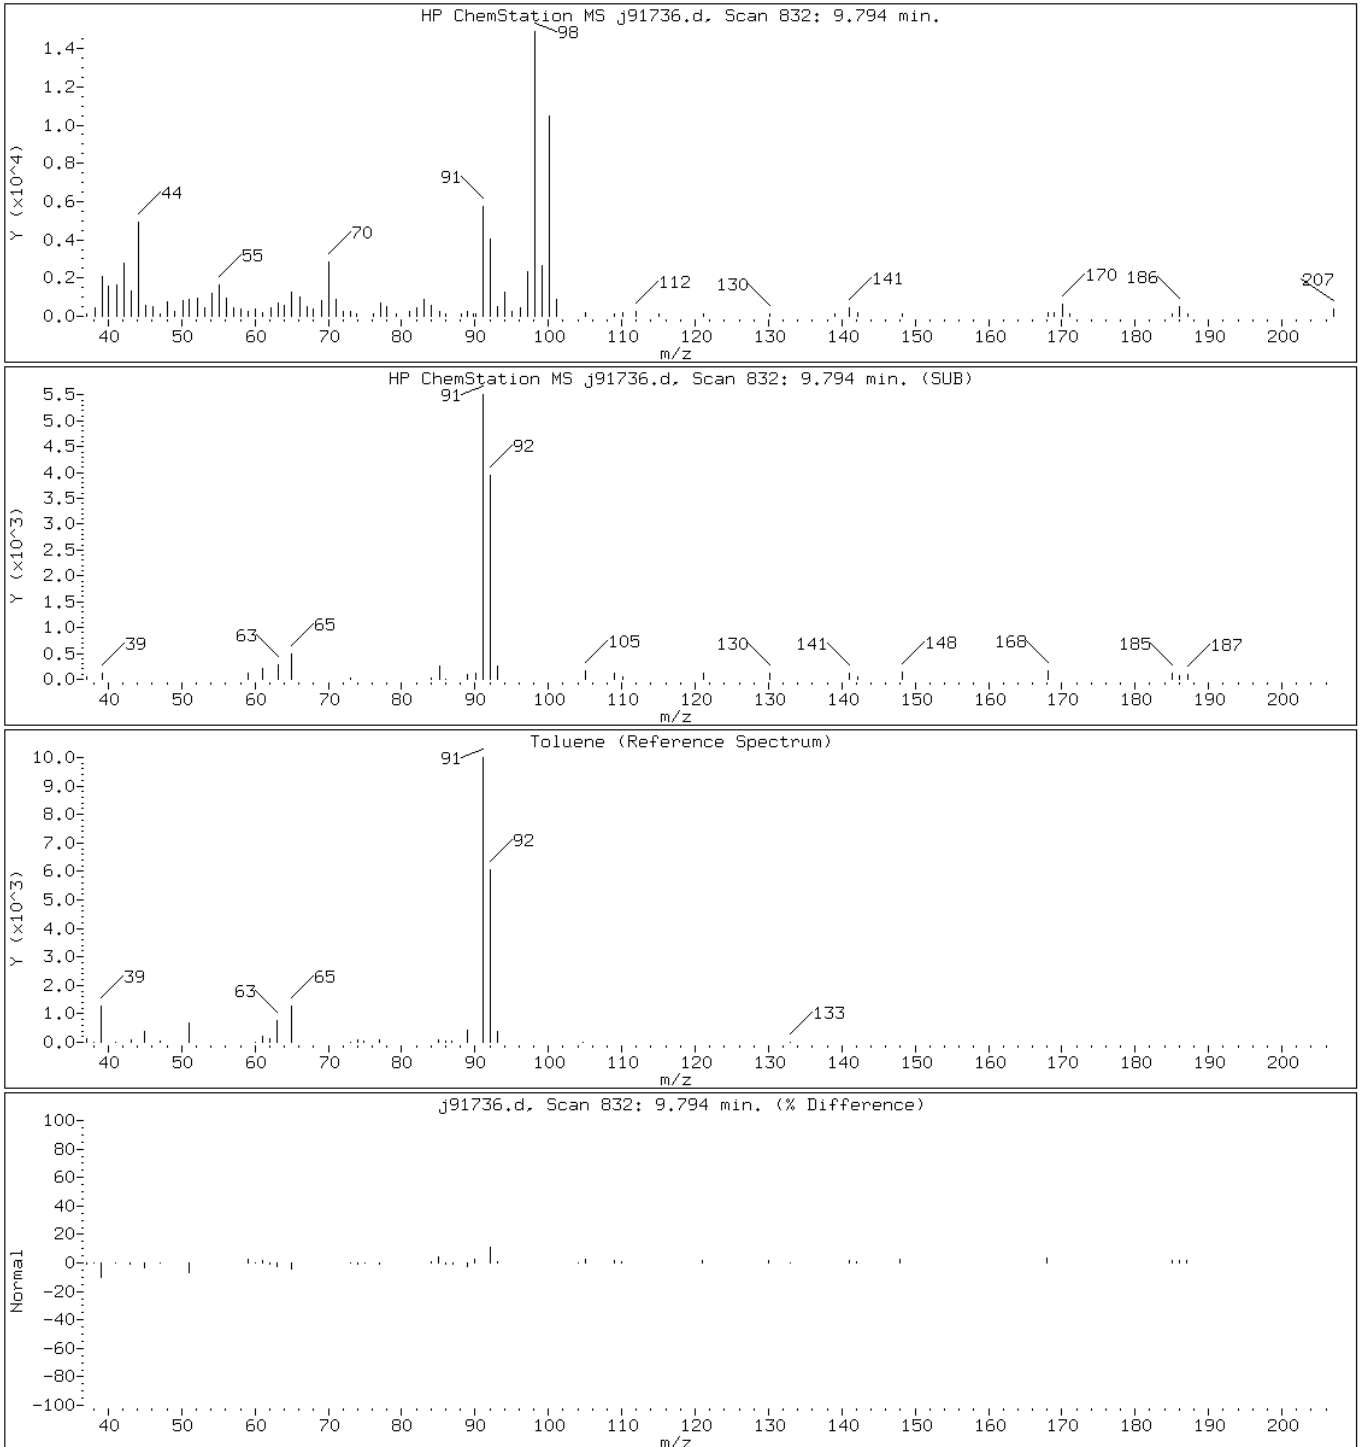 HP ChemStation MS j91736.d, Scan 832: 9.794 min.
98
1.4
1.2
1.0
91
0.8
0.6
44
70
0.4
55
0.2
112 130 141 170 186 207
0.0
Y (x10^4)
40 50 60 70 80 90 100 110 120 130 140 150 160 170 180 190 200
m/z
HP ChemStation MS j91736.d, Scan 832: 9.794 min. (SUB)
91
5.5
5.0
92
4.5
4.0
3.5
3.0
2.5
2.0
1.5
1.0
39 63 65 105 130 141 148 168 185 187
0.5
0.0
Y (x10^3)
40 50 60 70 80 90 100 110 120 130 140 150 160 170 180 190 200
m/z
Toluene (Reference Spectrum)
91
10.0
9.0
8.0
92
7.0
6.0
5.0
4.0
3.0
39 63 65
2.0
133
1.0
0.0
Y (x10^3)
40 50 60 70 80 90 100 110 120 130 140 150 160 170 180 190 200
m/z
j91736.d, Scan 832: 9.794 min. (% Difference)
100
80
60
40
20
0
-20
-40
-60
-80
-100
Normal
40 50 60 70 80 90 100 110 120 130 140 150 160 170 180 190 200
m/z